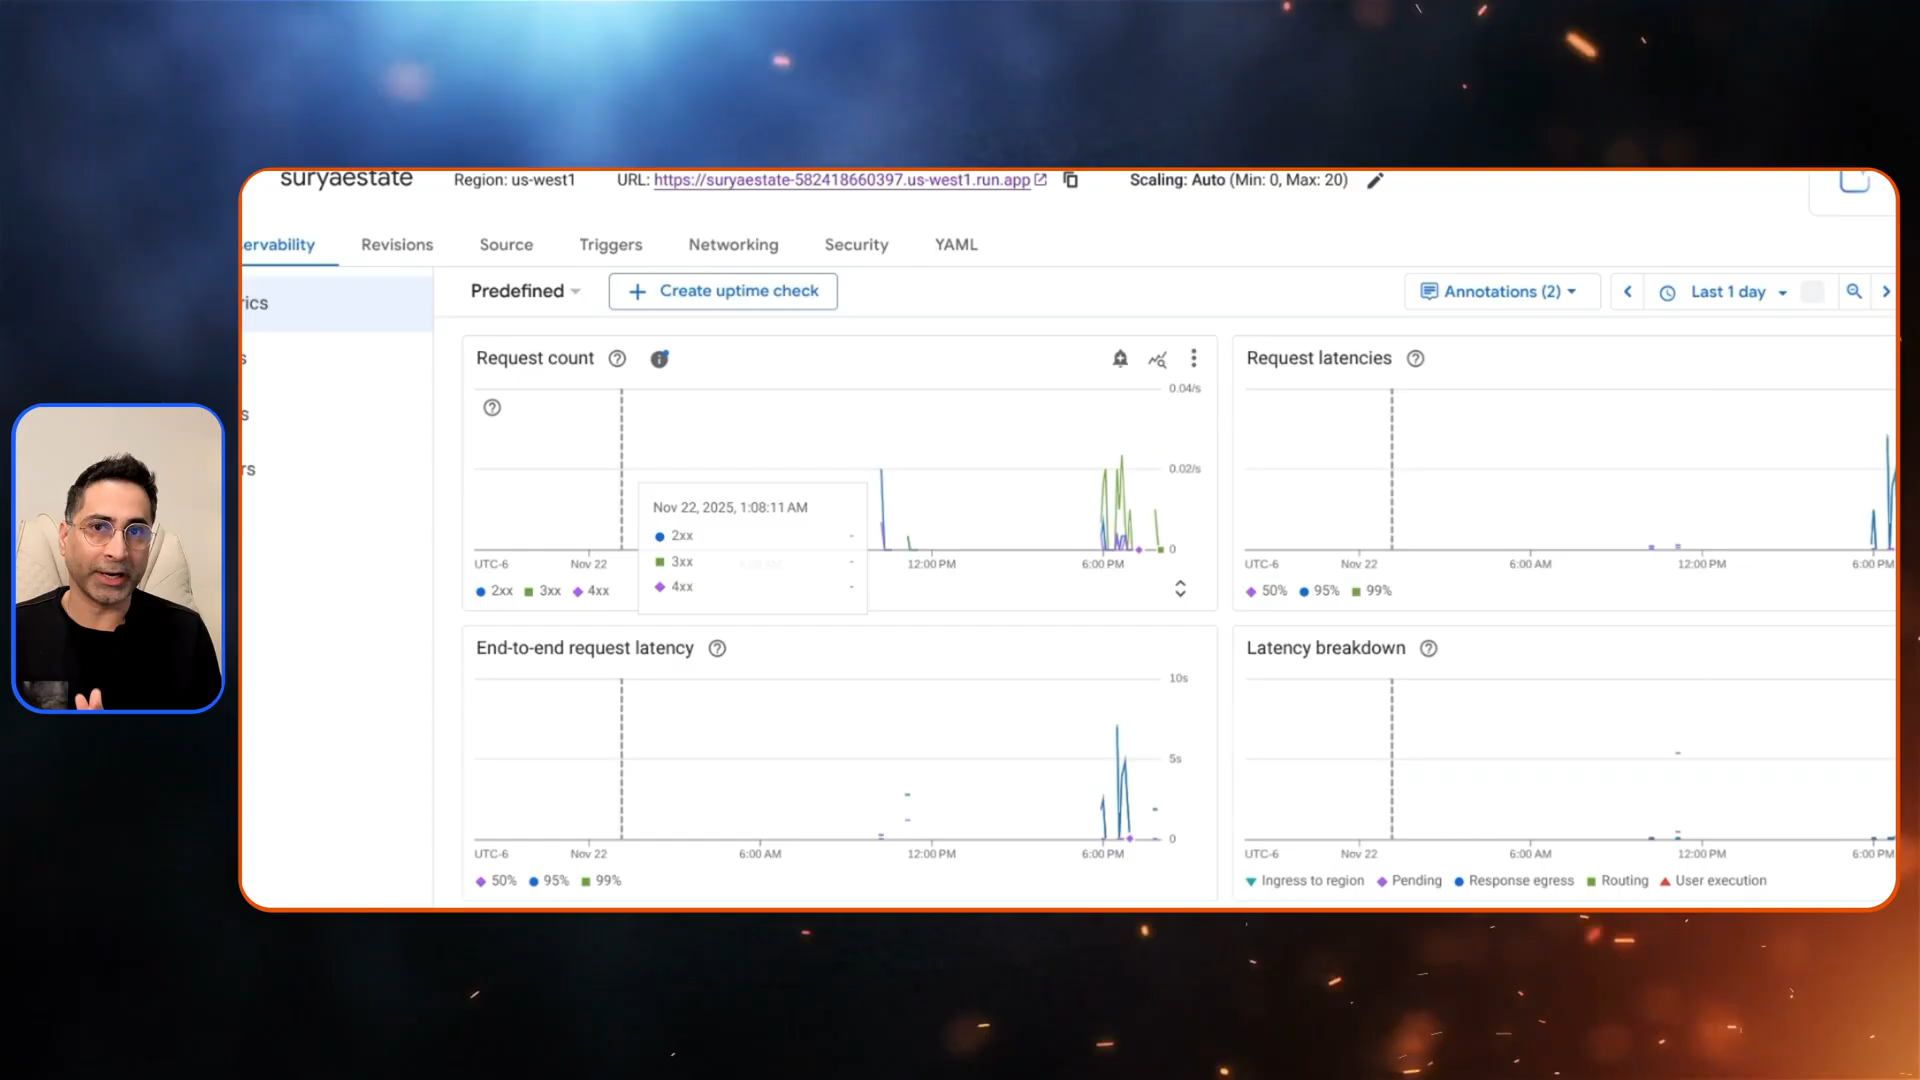 suryaestate Region: us-west1 URL: https://suryaestate-582418660397.us-west1.run.app Scaling: Auto (Min: 0, Max: 20)
ervability Revisions Source Triggers Networking Security YAML
rics
s
s
rs
Predefined + Create uptime check Annotations (2) Last 1 day
Request count
0.04/s
0.02/s
0
Nov 22, 2025, 1:08:11 AM
2xx -
3xx -
4xx -
UTC-6 Nov 22 12:00 PM 6:00 PM
2xx 3xx 4xx
Request latencies
UTC-6 Nov 22 6:00 AM 12:00 PM 6:00 PM
50% 95% 99%
End-to-end request latency
10s
5s
0
UTC-6 Nov 22 6:00 AM 12:00 PM 6:00 PM
50% 95% 99%
Latency breakdown
UTC-6 Nov 22 6:00 AM 12:00 PM 6:00 PM
Ingress to region Pending Response egress Routing User execution